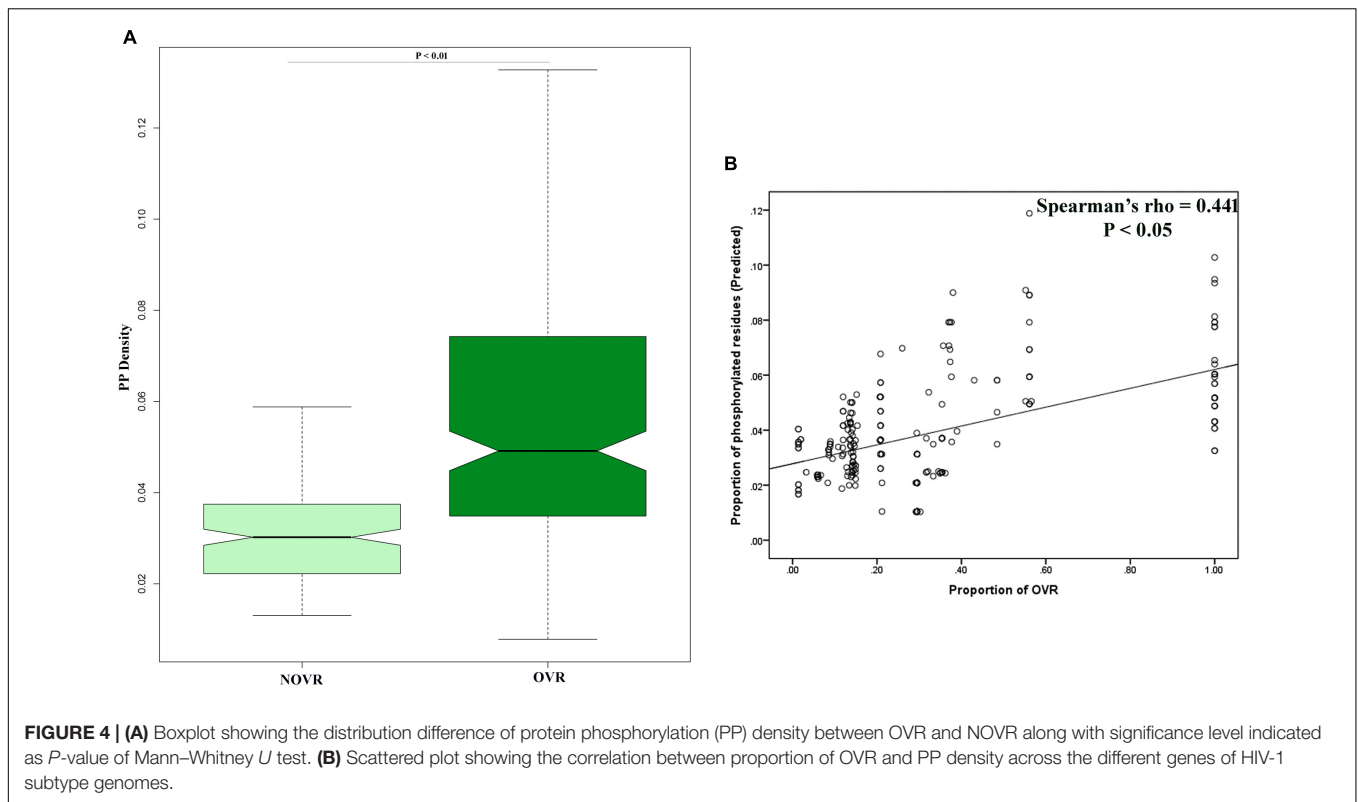 A
P < 0.01
0.12
0.10
0.08
0.06
0.04
0.02
PP Density
NOVR OVR
B
Spearman's rho = 0.441
P < 0.05
.12
.10
.08
.06
.04
.02
.00
Proportion of phosphorylated residues (Predicted)
.00 .20 .40 .60 .80 1.00
Proportion of OVR
FIGURE 4 | (A) Boxplot showing the distribution difference of protein phosphorylation (PP) density between OVR and NOVR along with significance level indicated
as P-value of Mann–Whitney U test. (B) Scattered plot showing the correlation between proportion of OVR and PP density across the different genes of HIV-1
subtype genomes.